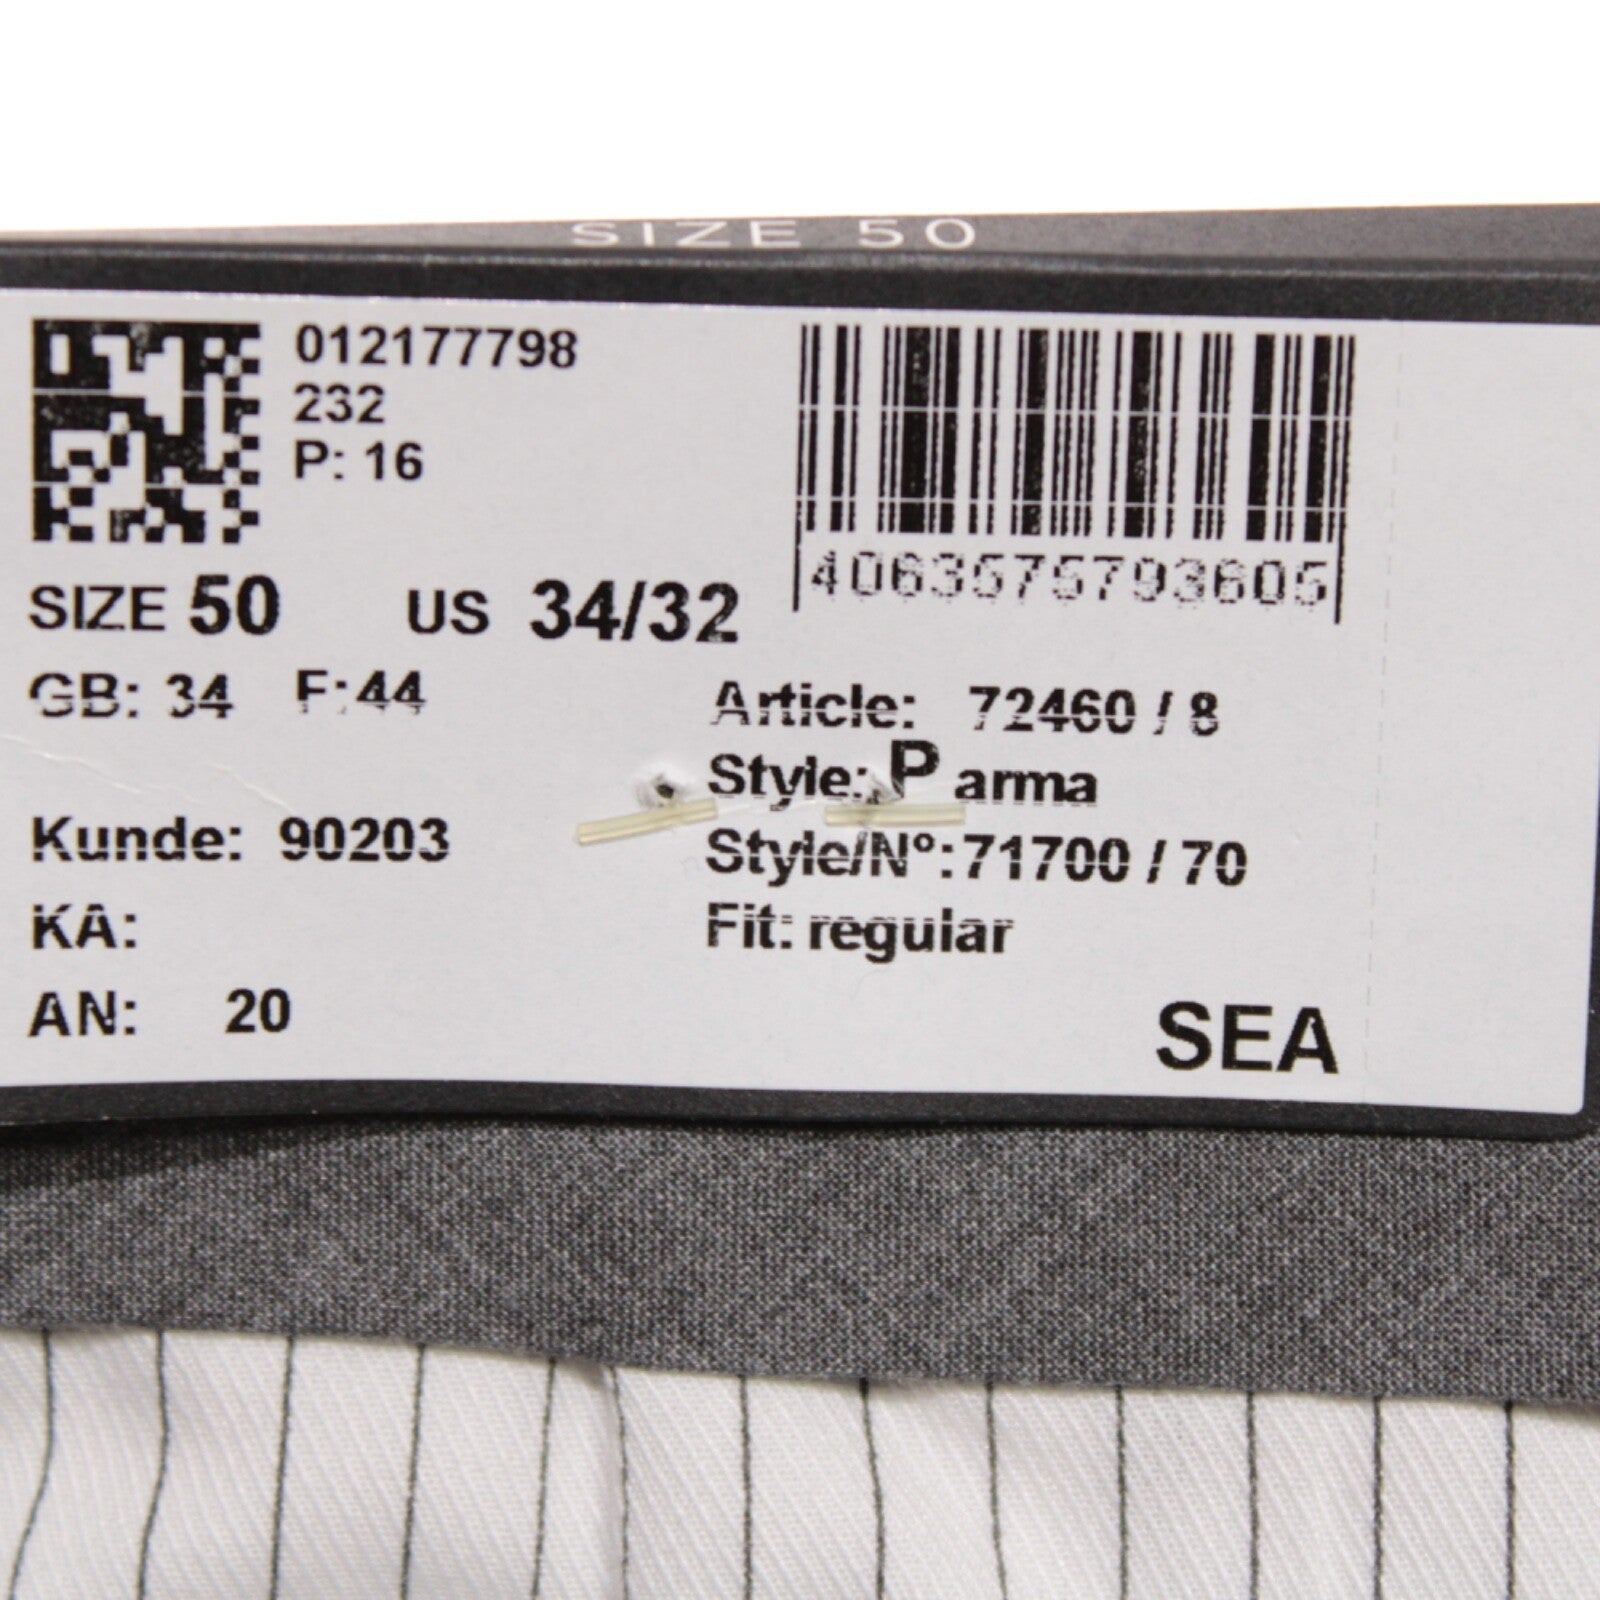 SIZE 50
012177798
232
P: 16
4063575793605
SIZE 50 US 34/32
GB: 34 F: 44
Article: 72460 / 8
Style: P arma
Kunde: 90203
Style/N°: 71700 / 70
KA:
Fit: regular
AN: 20
SEA